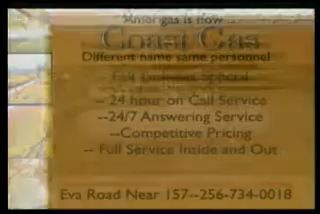 Amerigas is now
Coast Gas
Different name same personnel
Full
-- 24 hour on Call Service
--24/7 Answering Service
--Competitive Pricing
-- Full Service Inside and Out
Eva Road Near 157--256-734-0018